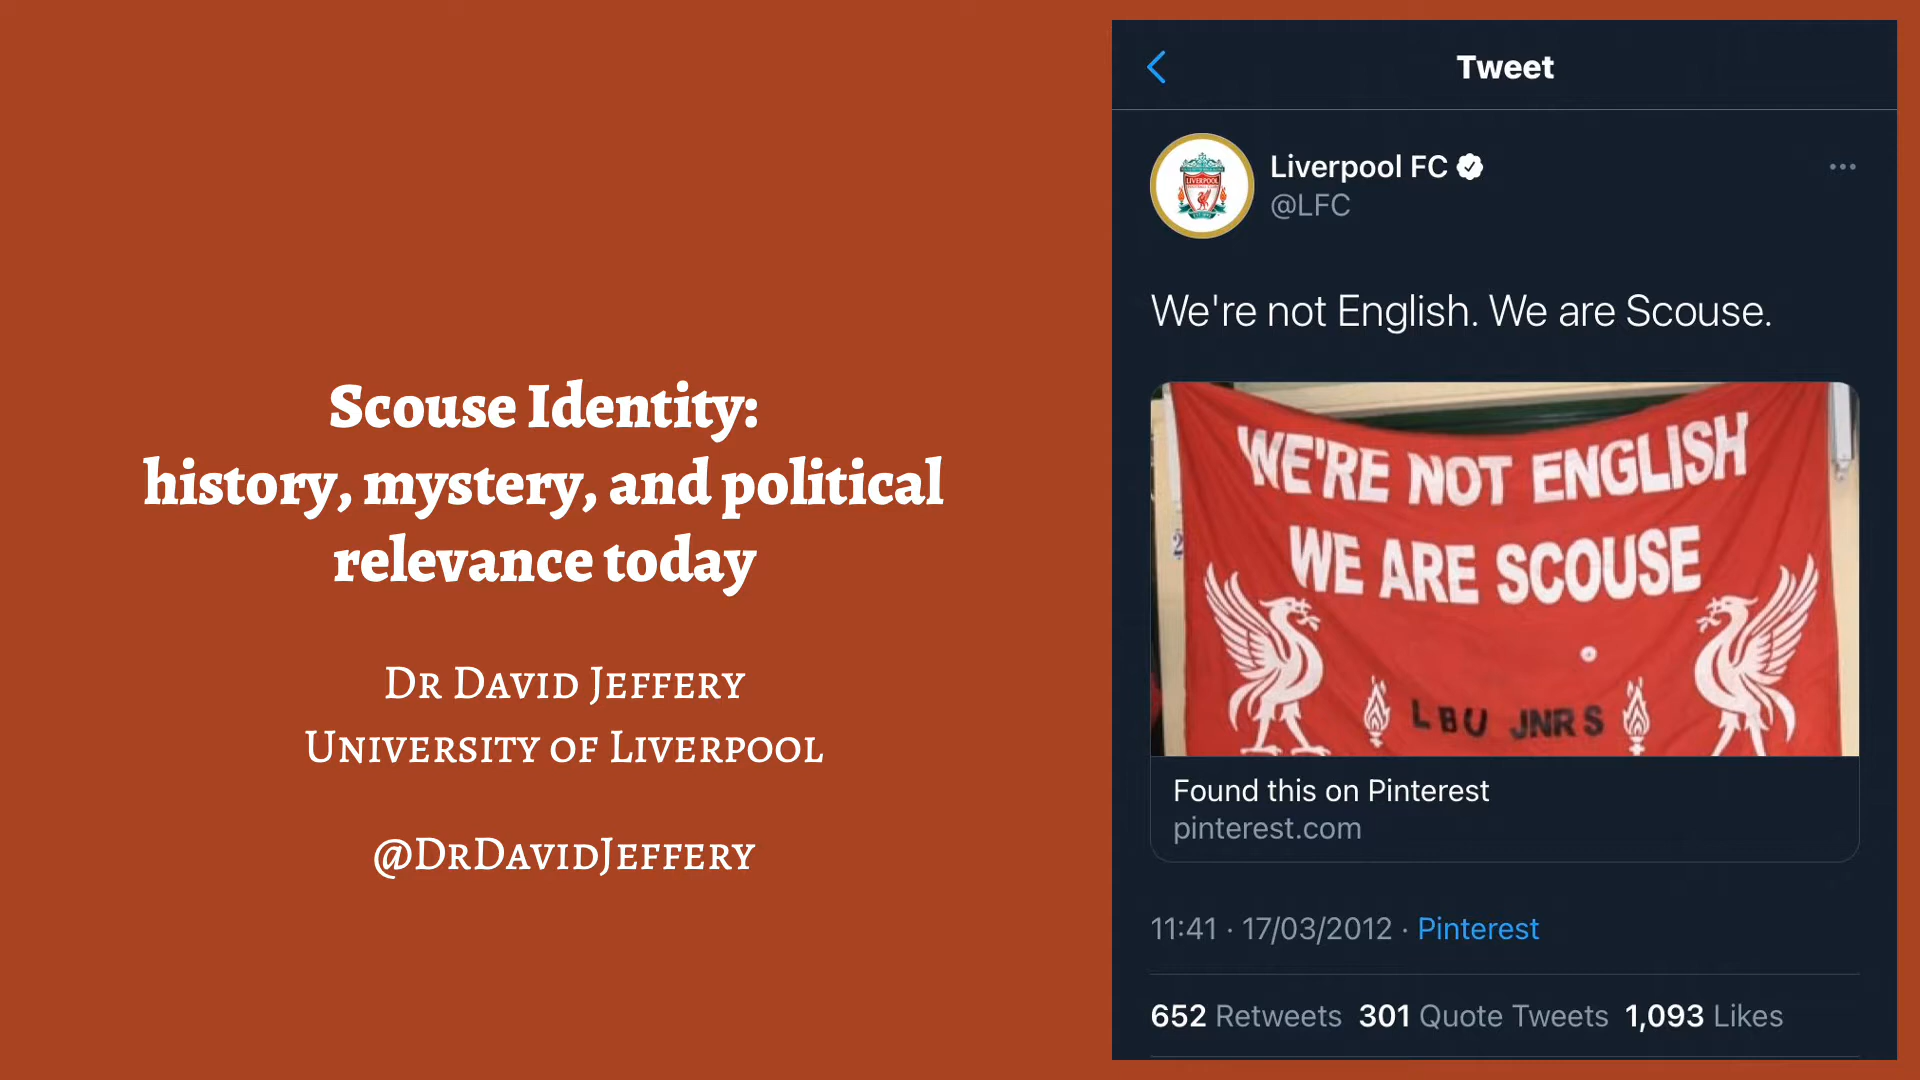 Scouse Identity:
history, mystery, and political
relevance today
Dr David Jeffery
University of Liverpool
@DrDavidJeffery
Tweet
LIVERPOOL
Liverpool FC
@LFC
We're not English. We are Scouse.
WE'RE NOT ENGLISH
WE ARE SCOUSE
LBU JNRS
Found this on Pinterest
pinterest.com
11:41 · 17/03/2012 · Pinterest
652 Retweets 301 Quote Tweets 1,093 Likes